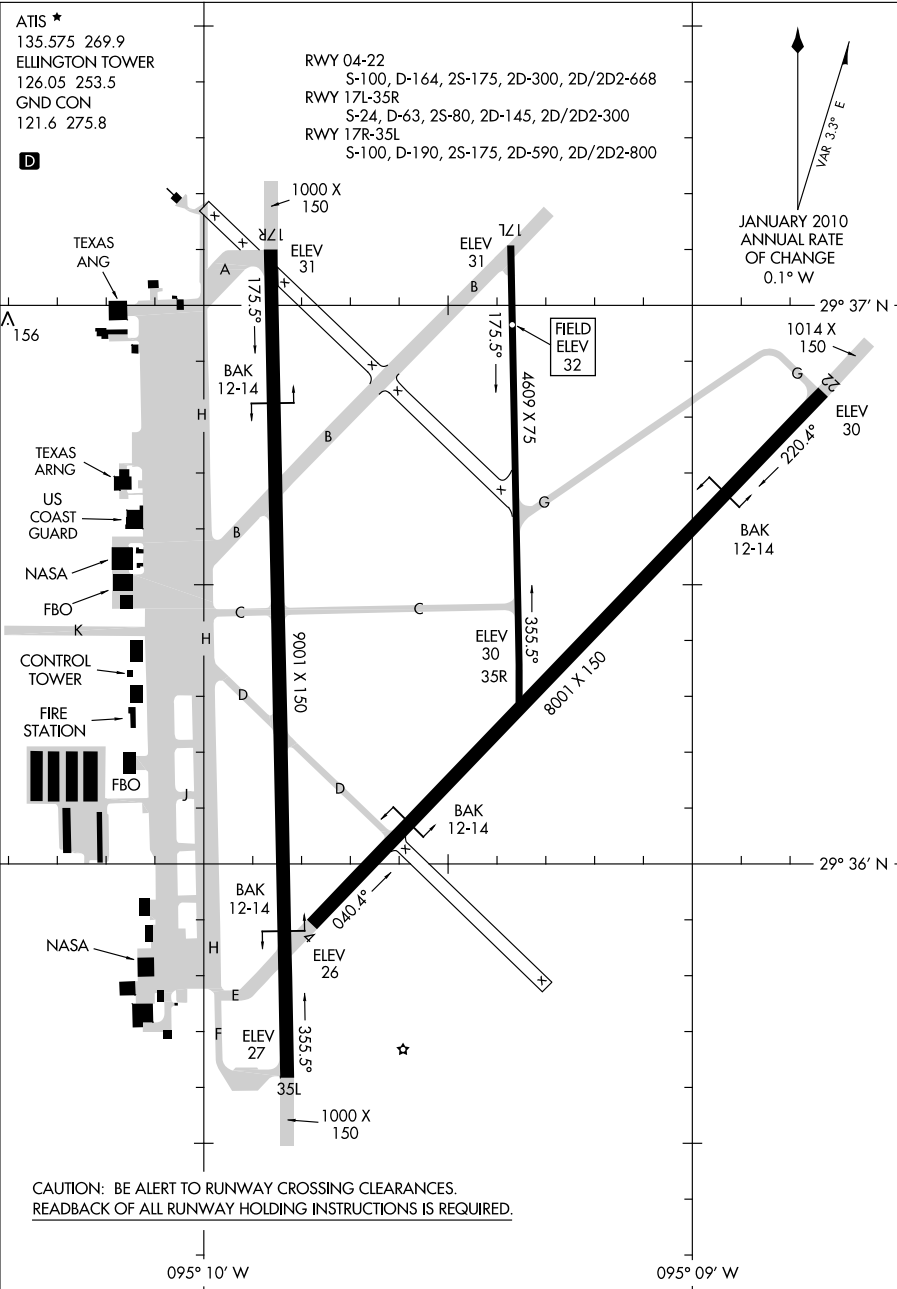 ATIS ★
135.575 269.9
ELLINGTON TOWER
126.05 253.5
GND CON
121.6 275.8
D
RWY 04-22
S-100, D-164, 2S-175, 2D-300, 2D/2D2-668
RWY 17L-35R
S-24, D-63, 2S-80, 2D-145, 2D/2D2-300
RWY 17R-35L
S-100, D-190, 2S-175, 2D-590, 2D/2D2-800
VAR 3.3° E
JANUARY 2010
ANNUAL RATE
OF CHANGE
0.1° W
1000 X
150
TEXAS
ANG
17R
ELEV
31
A
175.5°
ELEV
31
17L
B
29° 37' N
156
FIELD
ELEV
32
1014 X
150
175.5°
4609 X 75
BAK
12-14
H
B
G
22
ELEV
30
220.4°
TEXAS
ARNG
US
COAST
GUARD
B
G
BAK
12-14
NASA
FBO
C
C
K
H
355.5°
ELEV
30
35R
9001 X 150
8001 X 150
CONTROL
TOWER
D
FIRE
STATION
FBO
J
D
BAK
12-14
29° 36' N
BAK
12-14
040.4°
4
ELEV
26
NASA
H
E
F
ELEV
27
355.5°
35L
1000 X
150
CAUTION: BE ALERT TO RUNWAY CROSSING CLEARANCES.
READBACK OF ALL RUNWAY HOLDING INSTRUCTIONS IS REQUIRED.
095° 10' W
095° 09' W